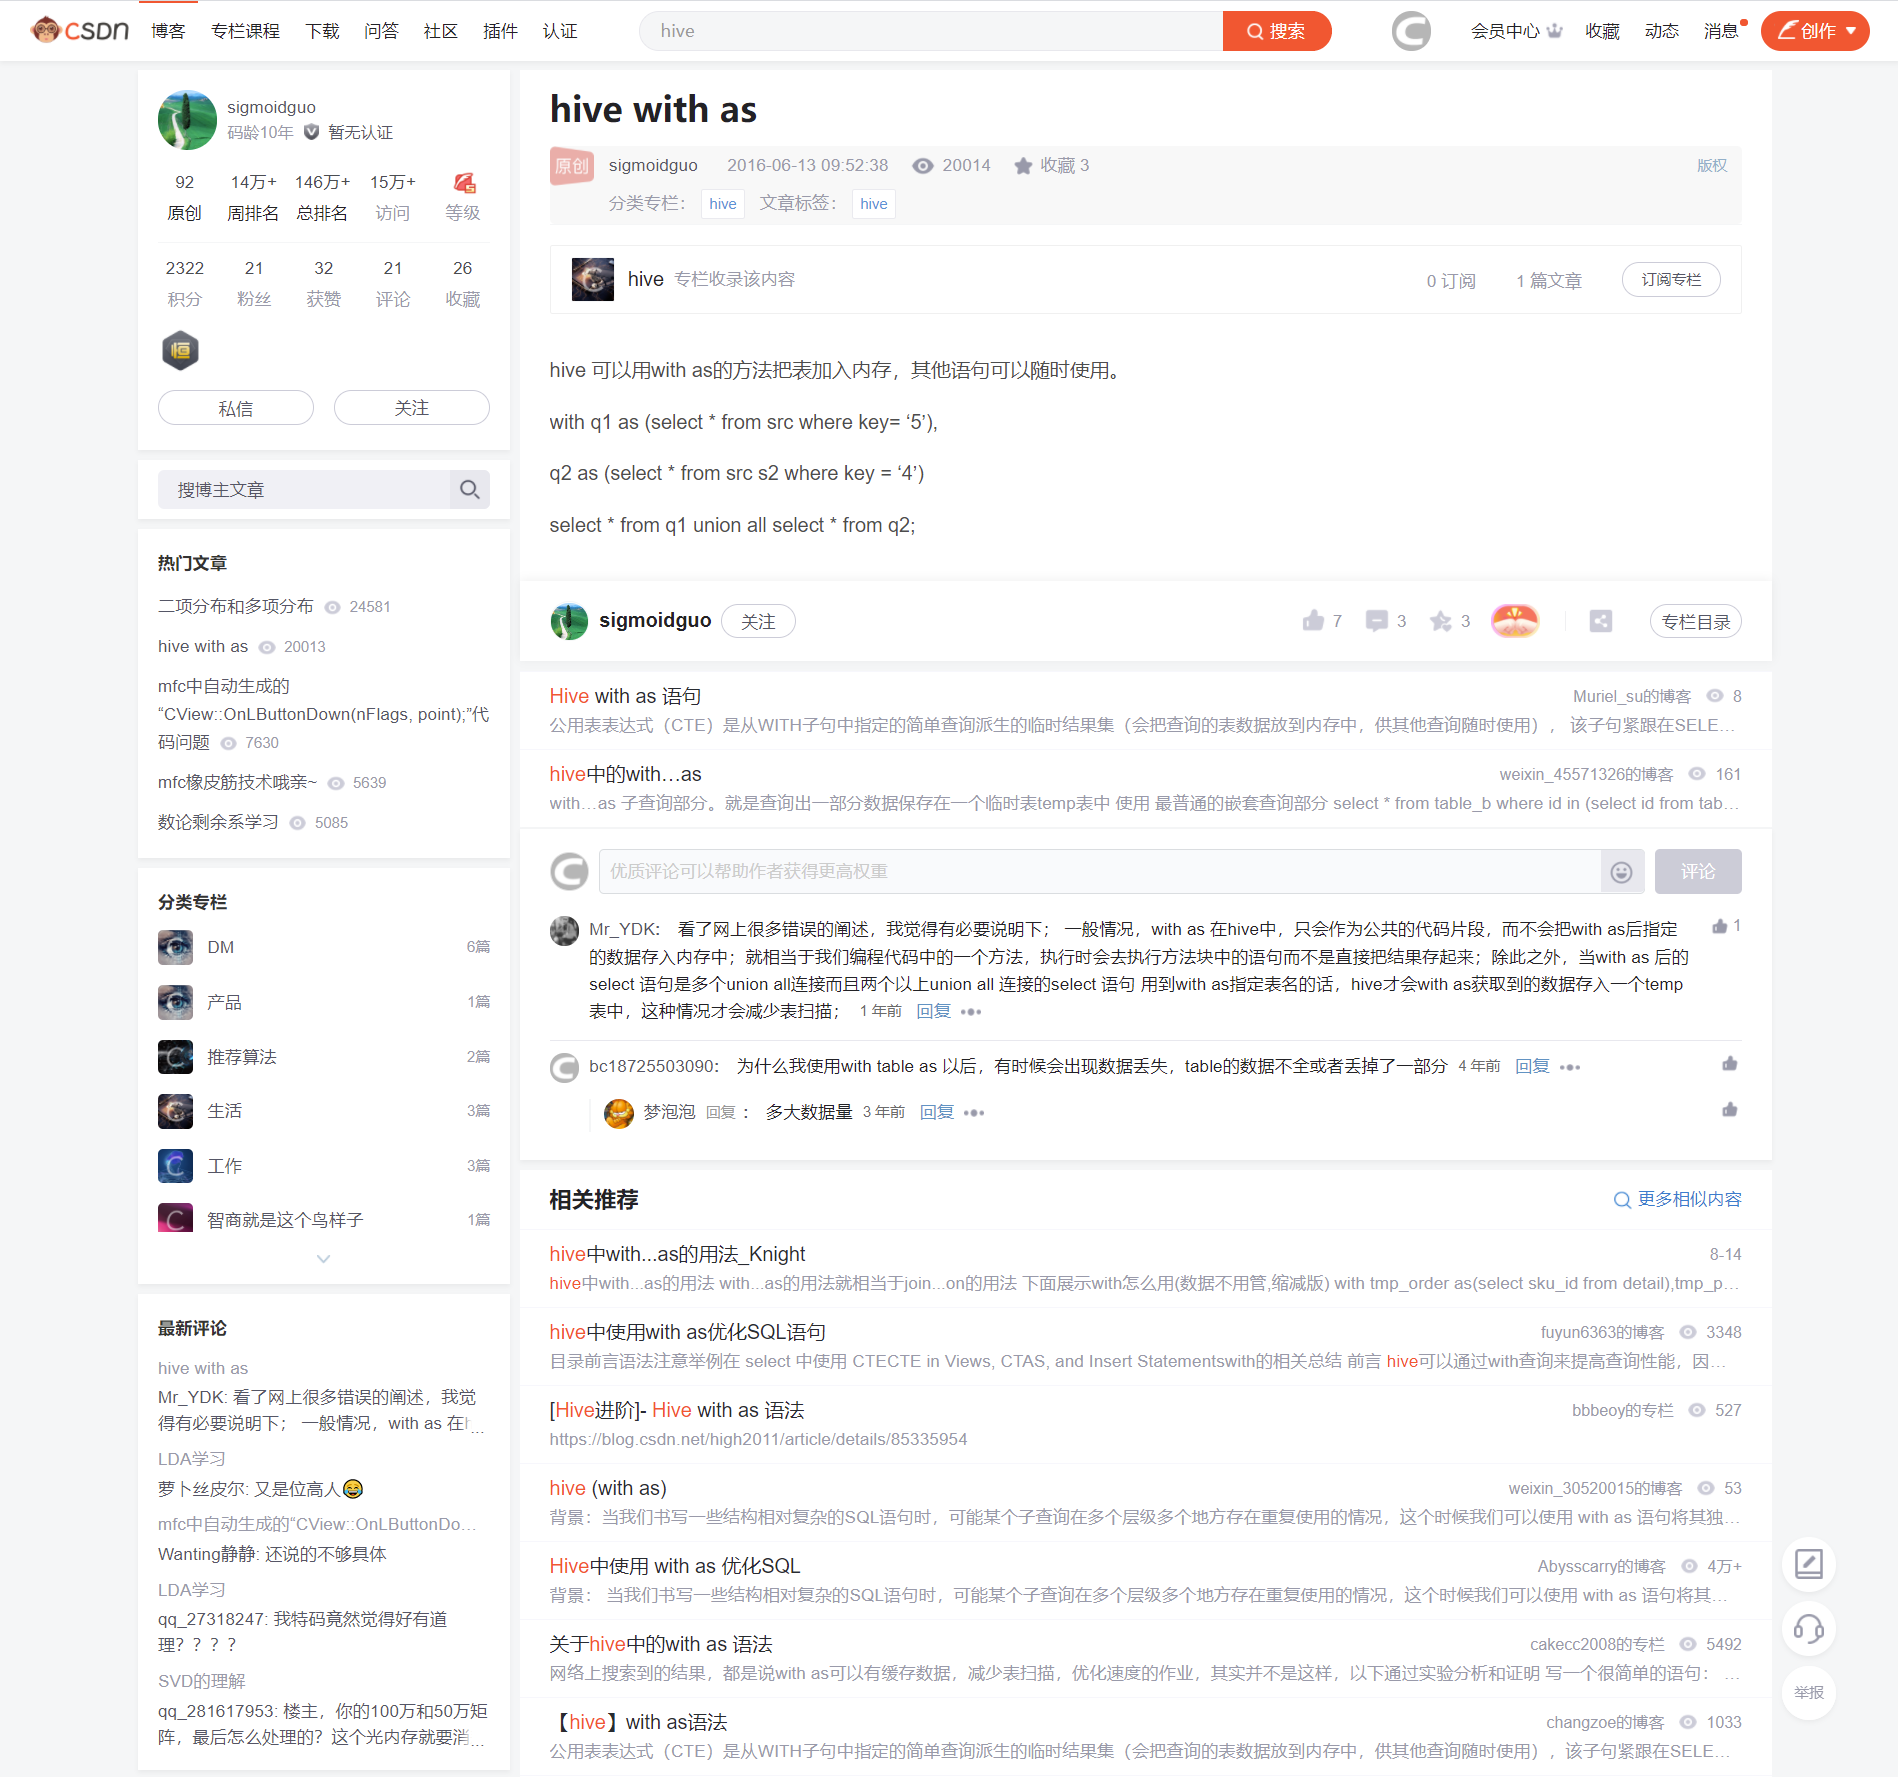 CSDN 博客 专栏课程 下载 问答 社区 插件 认证 hive 搜索 会员中心 收藏 动态 消息 创作
sigmoidguo
码龄10年 暂无认证
92 14万+ 146万+ 15万+
原创 周排名 总排名 访问 等级
2322 21 32 21 26
积分 粉丝 获赞 评论 收藏
恒
私信 关注
搜博主文章
热门文章
二项分布和多项分布 24581
hive with as 20013
mfc中自动生成的
“CView::OnLButtonDown(nFlags, point);”代
码问题 7630
mfc橡皮筋技术哦亲~ 5639
数论剩余系学习 5085
分类专栏
DM 6篇
产品 1篇
推荐算法 2篇
生活 3篇
工作 3篇
智商就是这个鸟样子 1篇
最新评论
hive with as
Mr_YDK: 看了网上很多错误的阐述，我觉
得有必要说明下； 一般情况，with as 在h...
LDA学习
萝卜丝皮尔: 又是位高人😂
mfc中自动生成的“CView::OnLButtonDo...
Wanting静静: 还说的不够具体
LDA学习
qq_27318247: 我特码竟然觉得好有道
理？？？？
SVD的理解
qq_281617953: 楼主，你的100万和50万矩
阵，最后怎么处理的？这个光内存就要消...
hive with as
原创 sigmoidguo 2016-06-13 09:52:38 20014 收藏 3 版权
分类专栏： hive 文章标签： hive
hive 专栏收录该内容 0 订阅 1 篇文章 订阅专栏
hive 可以用with as的方法把表加入内存，其他语句可以随时使用。
with q1 as (select * from src where key= ‘5’),
q2 as (select * from src s2 where key = ‘4’)
select * from q1 union all select * from q2;
sigmoidguo 关注 7 3 3 专栏目录
Hive with as 语句 Muriel_su的博客 8
公用表表达式（CTE）是从WITH子句中指定的简单查询派生的临时结果集（会把查询的表数据放到内存中，供其他查询随时使用），该子句紧跟在SELE...
hive中的with…as weixin_45571326的博客 161
with…as 子查询部分。就是查询出一部分数据保存在一个临时表temp表中 使用 最普通的嵌套查询部分 select * from table_b where id in (select id from tab...
优质评论可以帮助作者获得更高权重 评论
Mr_YDK： 看了网上很多错误的阐述，我觉得有必要说明下； 一般情况，with as 在hive中，只会作为公共的代码片段，而不会把with as后指定 1
的数据存入内存中；就相当于我们编程代码中的一个方法，执行时会去执行方法块中的语句而不是直接把结果存起来；除此之外，当with as 后的
select 语句是多个union all连接而且两个以上union all 连接的select 语句 用到with as指定表名的话，hive才会with as获取到的数据存入一个temp
表中，这种情况才会减少表扫描； 1 年前 回复
bc18725503090： 为什么我使用with table as 以后，有时候会出现数据丢失，table的数据不全或者丢掉了一部分 4 年前 回复
梦泡泡 回复 ： 多大数据量 3 年前 回复
相关推荐 更多相似内容
hive中with...as的用法_Knight 8-14
hive中with...as的用法 with...as的用法就相当于join...on的用法 下面展示with怎么用(数据不用管,缩减版) with tmp_order as(select sku_id from detail),tmp_p...
hive中使用with as优化SQL语句 fuyun6363的博客 3348
目录前言语法注意举例在 select 中使用 CTECTE in Views, CTAS, and Insert Statementswith的相关总结 前言 hive可以通过with查询来提高查询性能，因...
[Hive进阶]- Hive with as 语法 bbbeoy的专栏 527
https://blog.csdn.net/high2011/article/details/85335954
hive (with as) weixin_30520015的博客 53
背景：当我们书写一些结构相对复杂的SQL语句时，可能某个子查询在多个层级多个地方存在重复使用的情况，这个时候我们可以使用 with as 语句将其独...
Hive中使用 with as 优化SQL Abysscarry的博客 4万+
背景： 当我们书写一些结构相对复杂的SQL语句时，可能某个子查询在多个层级多个地方存在重复使用的情况，这个时候我们可以使用 with as 语句将其...
关于hive中的with as 语法 cakecc2008的专栏 5492
网络上搜索到的结果，都是说with as可以有缓存数据，减少表扫描，优化速度的作业，其实并不是这样，以下通过实验分析和证明 写一个很简单的语句： ...
【hive】with as语法 changzoe的博客 1033
公用表表达式（CTE）是从WITH子句中指定的简单查询派生的临时结果集（会把查询的表数据放到内存中，供其他查询随时使用），该子句紧跟在SELE...
举报